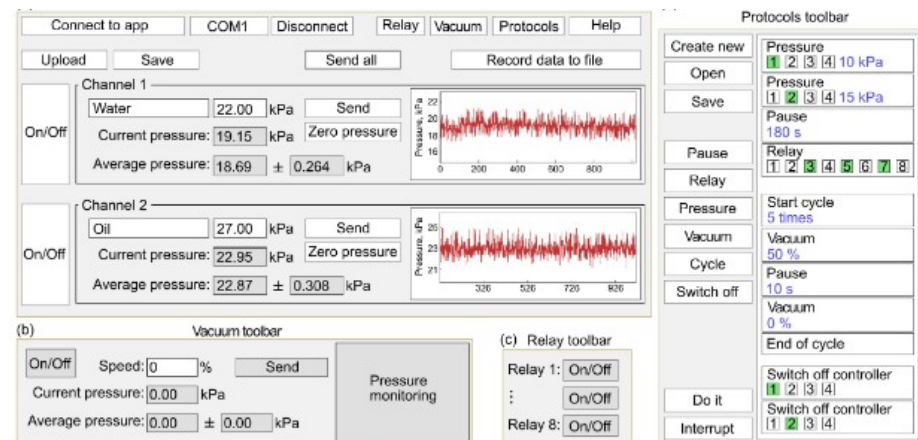 Connect to app COM1 Disconnect Relay Vacuum Protocols Help
Upload Save Send all Record data to file
Channel 1
On/Off
Water 22.00 kPa Send
Current pressure: 19.15 kPa Zero pressure
Average pressure: 18.69 ± 0.264 kPa
Pressure, kPa
22
20
18
16
0 200 400 600 800
Channel 2
On/Off
Oil 27.00 kPa Send
Current pressure: 22.95 kPa Zero pressure
Average pressure: 22.87 ± 0.308 kPa
Pressure, kPa
25
23
21
326 526 726 926
(b) Vacuum toolbar
On/Off Speed: 0 % Send
Current pressure: 0.00 kPa
Average pressure: 0.00 ± 0.00 kPa
Pressure
monitoring
(c) Relay toolbar
Relay 1: On/Off
⋮ On/Off
Relay 8: On/Off
Protocols toolbar
Create new
Open
Save
Pause
Relay
Pressure
Vacuum
Cycle
Switch off
Do it
Interrupt
Pressure
1 2 3 4 10 kPa
Pressure
1 2 3 4 15 kPa
Pause
180 s
Relay
1 2 3 4 5 6 7 8
Start cycle
5 times
Vacuum
50 %
Pause
10 s
Vacuum
0 %
End of cycle
Switch off controller
1 2 3 4
Switch off controller
1 2 3 4